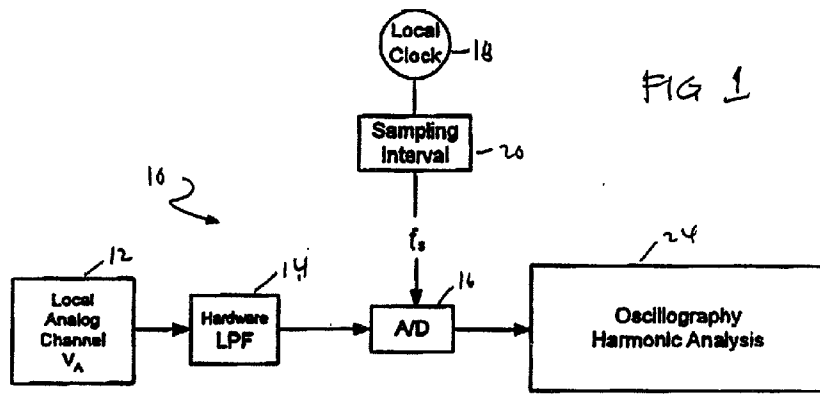 Local
Clock
18
FIG 1
Sampling
Interval
20
10
fs
12
14
16
24
Local
Analog
Channel
VA
Hardware
LPF
A/D
Oscillography
Harmonic Analysis